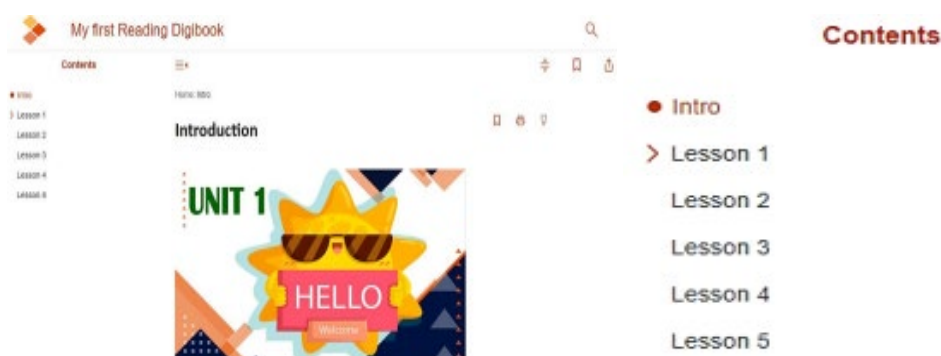 My first Reading Digibook
Contents
Home: Intro
Intro
Lesson 1
Lesson 2
Lesson 3
Lesson 4
Lesson 5
Introduction
UNIT 1
HELLO
Welcome
Contents
Intro
Lesson 1
Lesson 2
Lesson 3
Lesson 4
Lesson 5